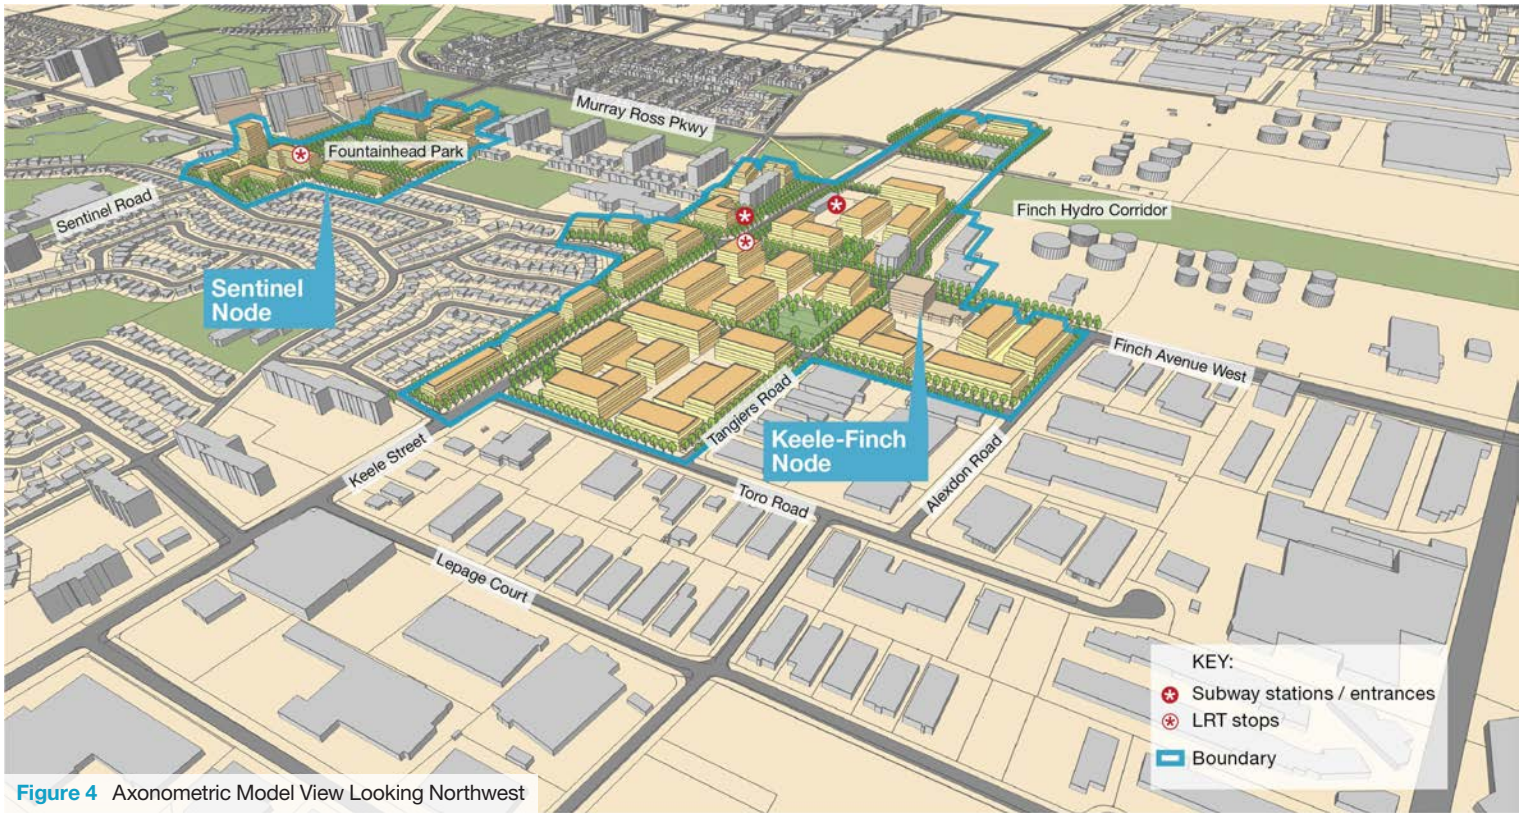 Murray Ross Pkwy
Fountainhead Park
Sentinel Road
Finch Hydro Corridor
Sentinel
Node
Finch Avenue West
Tangiers Road
Keele-Finch
Node
Keele Street
Alexdon Road
Toro Road
Lepage Court
KEY:
Subway stations / entrances
LRT stops
Boundary
Figure 4 Axonometric Model View Looking Northwest